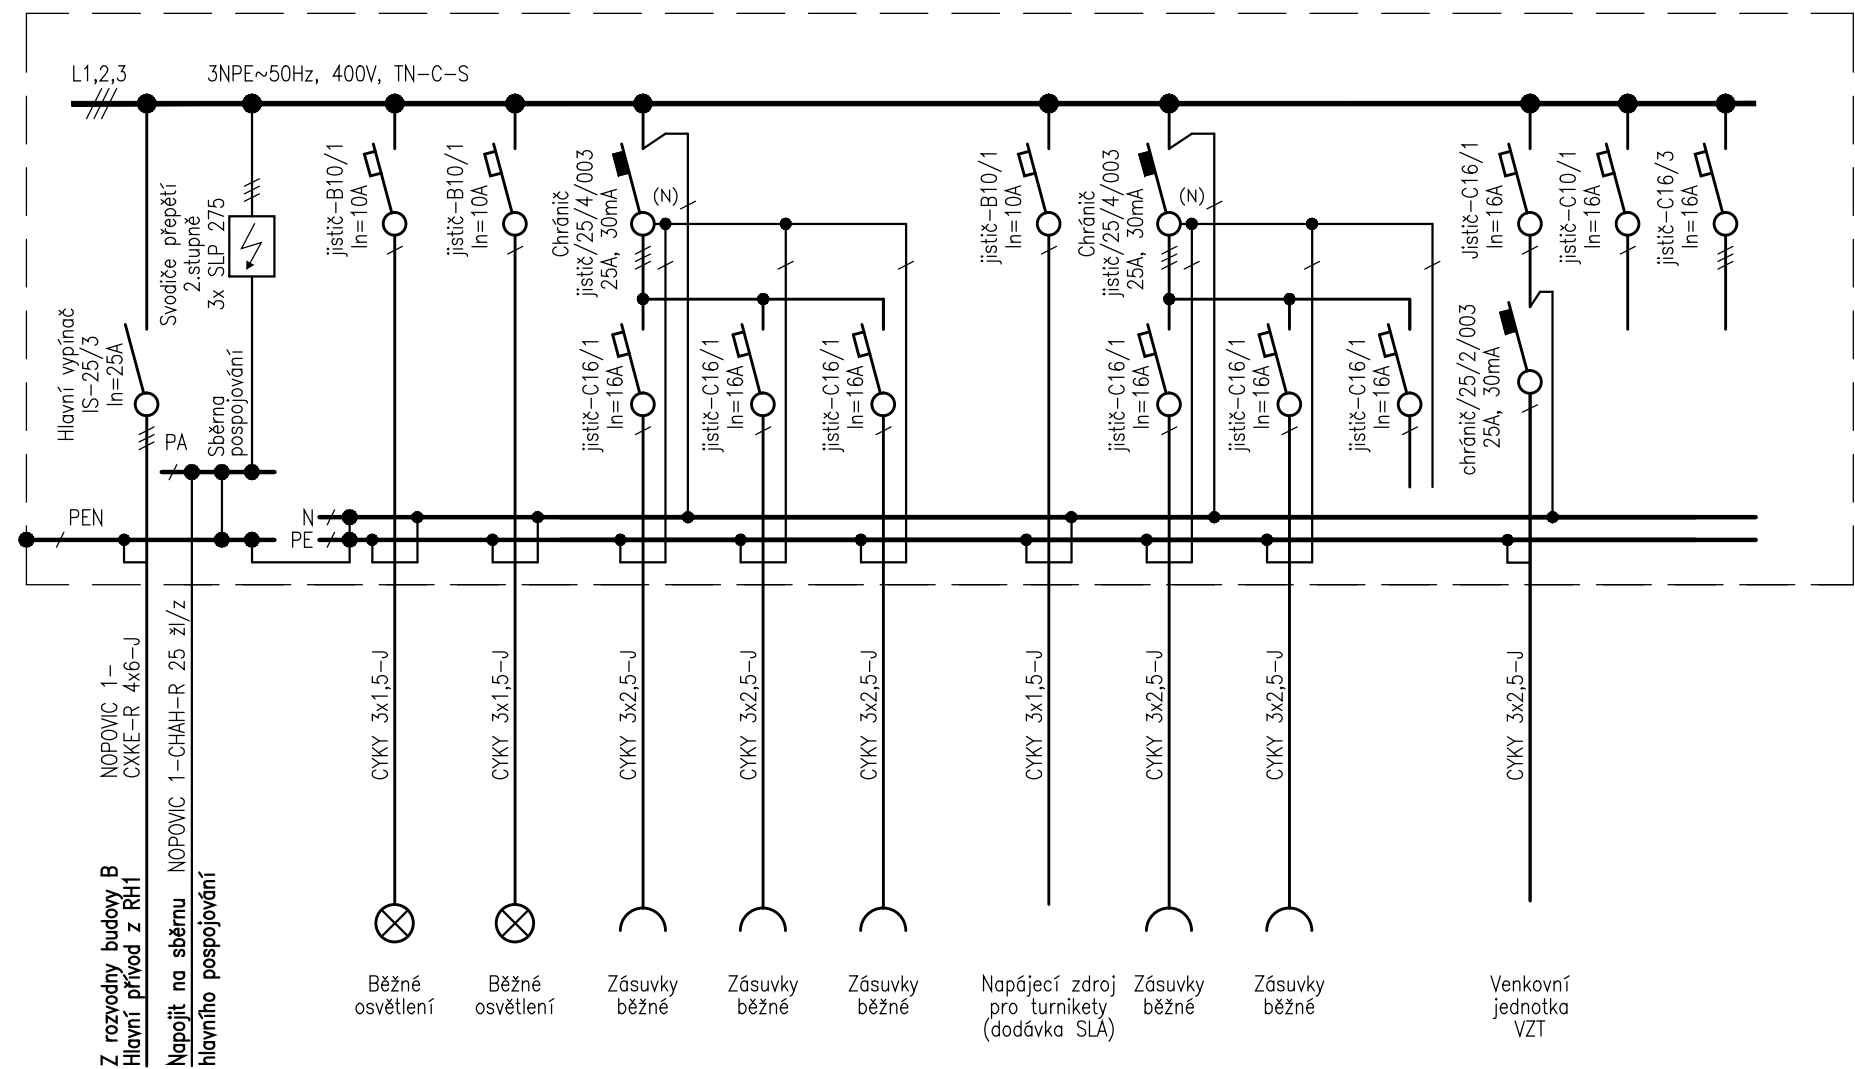 L1,2,3
3NPE~50Hz, 400V, TN-C-S
Hlavní vypínač
IS-25/3
In=25A
Svodiče přepětí
2.stupně
3x SLP 275
jistič-B10/1
In=10A
jistič-B10/1
In=10A
Chránič
jistič/25/4/003
25A, 30mA
(N)
jistič-B10/1
In=10A
Chránič
jistič/25/4/003
25A, 30mA
(N)
Jistič-C16/1
In=16A
jistič-C10/1
In=16A
jistič-C16/3
In=16A
jistič-C16/1
In=16A
jistič-C16/1
In=16A
jistič-C16/1
In=16A
jistič-C16/1
In=16A
jistič-C16/1
In=16A
jistič-C16/1
In=16A
chránič/25/2/003
25A, 30mA
PA
Sběrna
pospojování
PEN
N
PE
NOPOVIC 1-
CXKE-R 4x6-J
NOPOVIC 1-CHAH-R 25 žl/z
CYKY 3x1,5-J
CYKY 3x1,5-J
CYKY 3x2,5-J
CYKY 3x2,5-J
CYKY 3x2,5-J
CYKY 3x1,5-J
CYKY 3x2,5-J
CYKY 3x2,5-J
CYKY 3x2,5-J
Z rozvodny budovy B
Hlavní přívod z RH1
Napojit na sběrnu
hlavního pospojování
Běžné
osvětlení
Běžné
osvětlení
Zásuvky
běžné
Zásuvky
běžné
Zásuvky
běžné
Napájecí zdroj
pro turnikety
(dodávka SLA)
Zásuvky
běžné
Zásuvky
běžné
Venkovní
jednotka
VZT